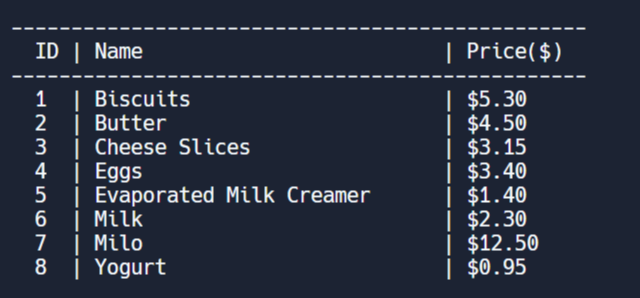 ------------------------------------------------
ID | Name | Price($)
------------------------------------------------
1 | Biscuits | $5.30
2 | Butter | $4.50
3 | Cheese Slices | $3.15
4 | Eggs | $3.40
5 | Evaporated Milk Creamer | $1.40
6 | Milk | $2.30
7 | Milo | $12.50
8 | Yogurt | $0.95